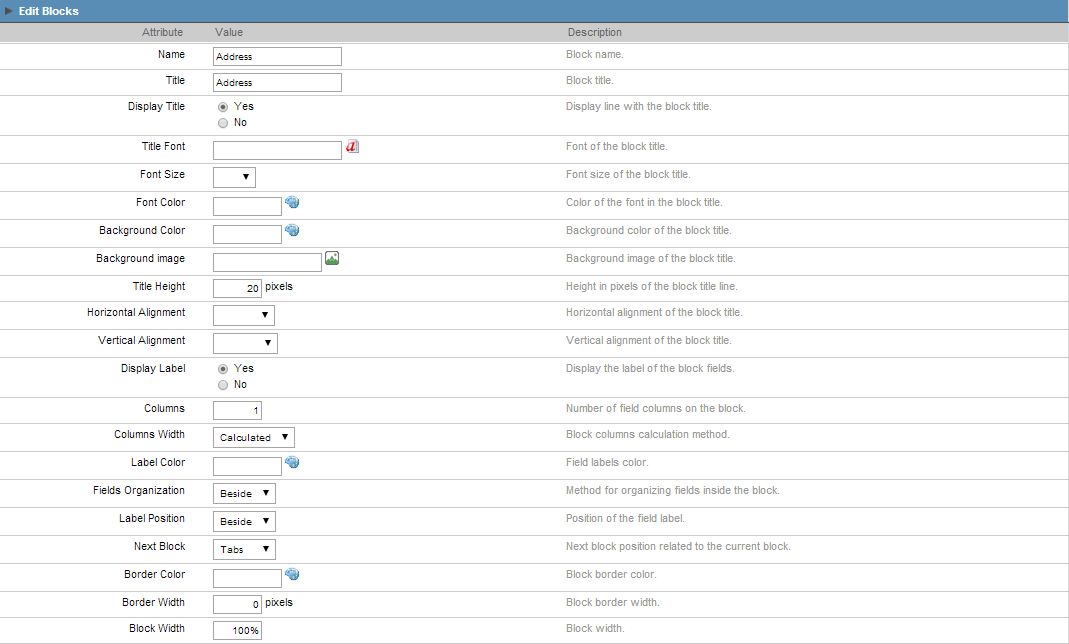 Edit Blocks
Attribute Value Description
Name Address Block name.
Title Address Block title.
Display Title Yes Display line with the block title.
No
Title Font a Font of the block title.
Font Size Font size of the block title.
Font Color Color of the font in the block title.
Background Color Background color of the block title.
Background image Background image of the block title.
Title Height 20 pixels Height in pixels of the block title line.
Horizontal Alignment Horizontal alignment of the block title.
Vertical Alignment Vertical alignment of the block title.
Display Label Yes Display the label of the block fields.
No
Columns 1 Number of field columns on the block.
Columns Width Calculated Block columns calculation method.
Label Color Field labels color.
Fields Organization Beside Method for organizing fields inside the block.
Label Position Beside Position of the field label.
Next Block Tabs Next block position related to the current block.
Border Color Block border color.
Border Width 0 pixels Block border width.
Block Width 100% Block width.